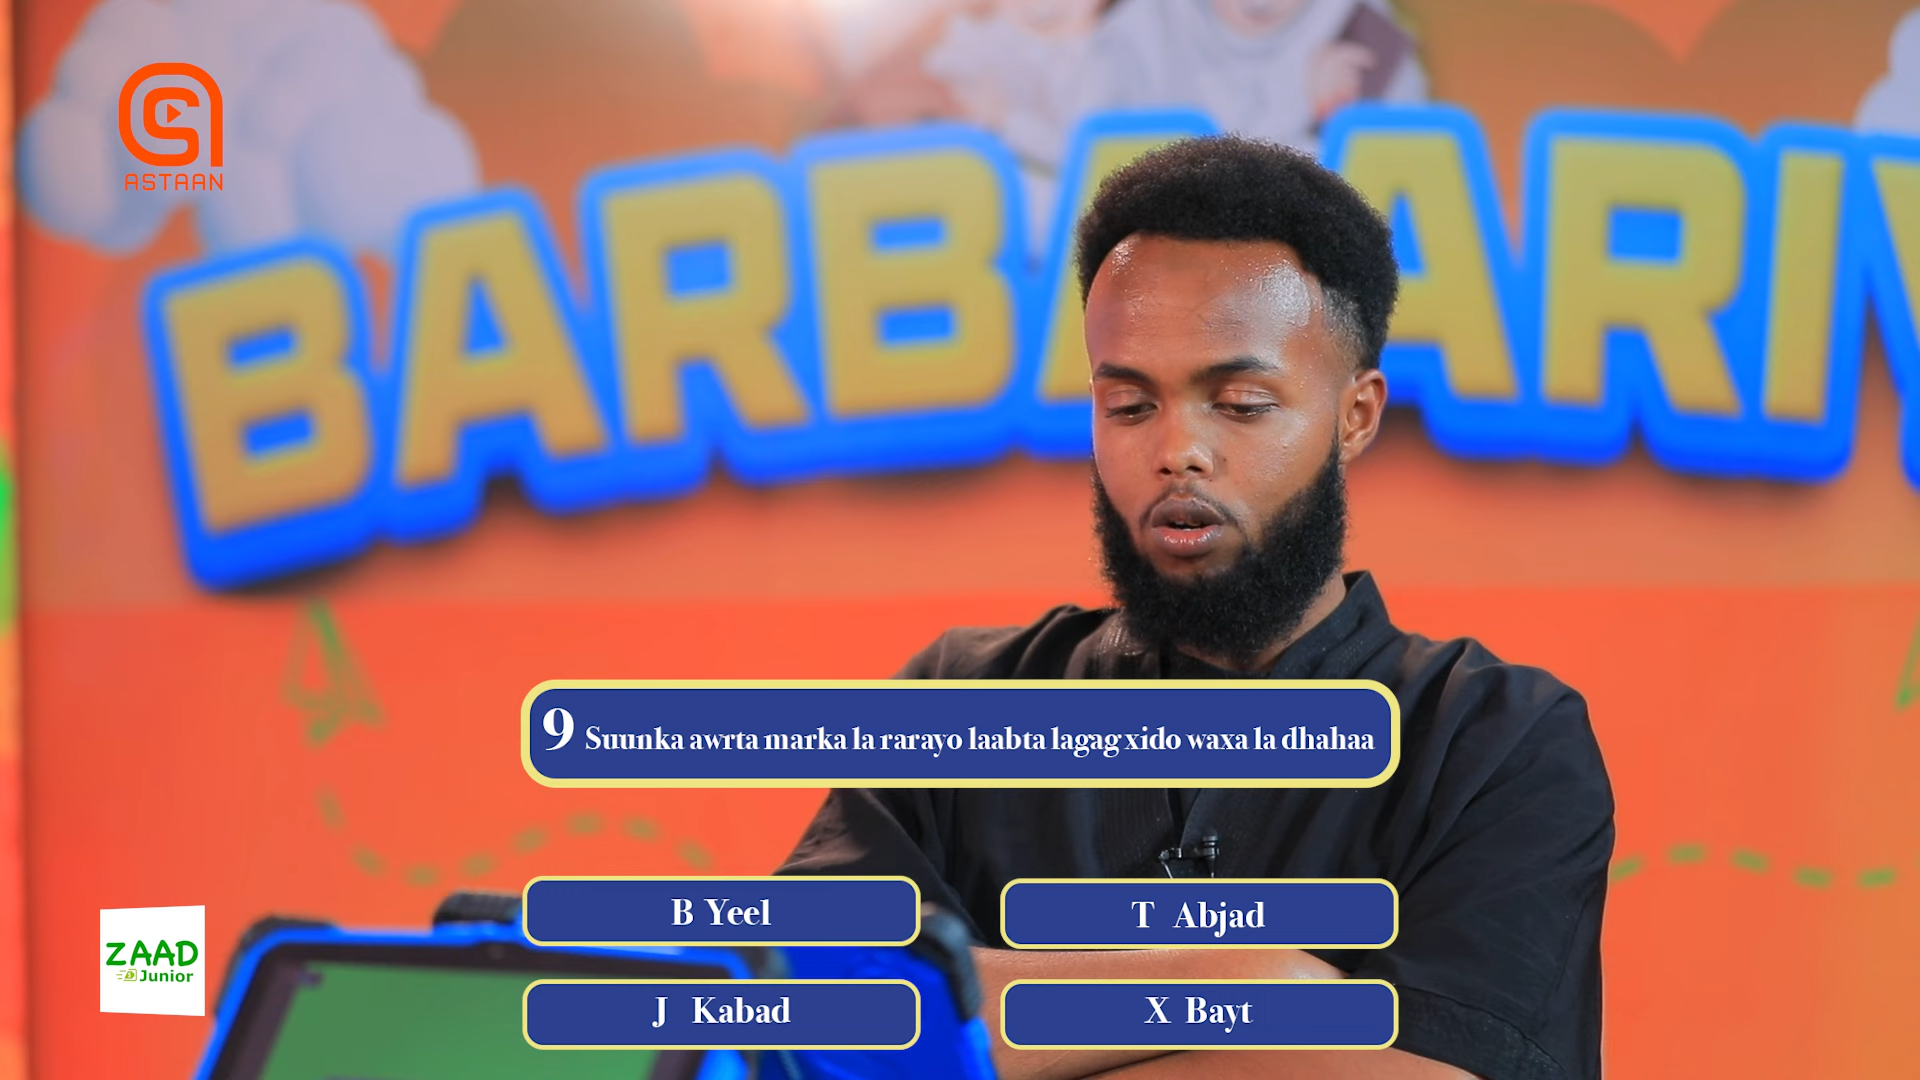 ASTAAN
BARBAARIY
9 Suunka awrta marka la rarayo laabta lagag xido waxa la dhahaa
B Yeel
T Abjad
J Kabad
X Bayt
ZAAD
Junior